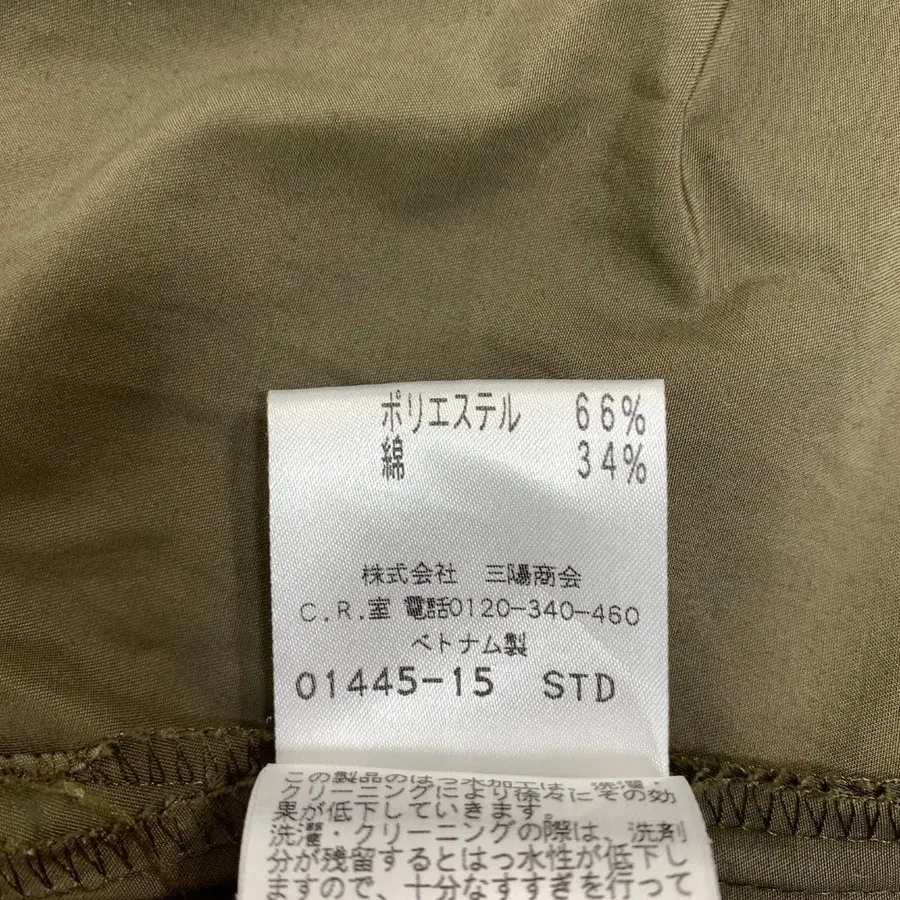 ポリエステル 66%
綿 34%
株式会社 三陽商会
C.R.室 電話0120-340-460
ベトナム製
01445-15 STD
この製品のはっ水加工は、洗濯・
クリーニングにより徐々にその効
果が低下していきます。
洗濯・クリーニングの際は、洗剤
分が残留するとはっ水性が低下し
ますので、十分なすすぎを行って